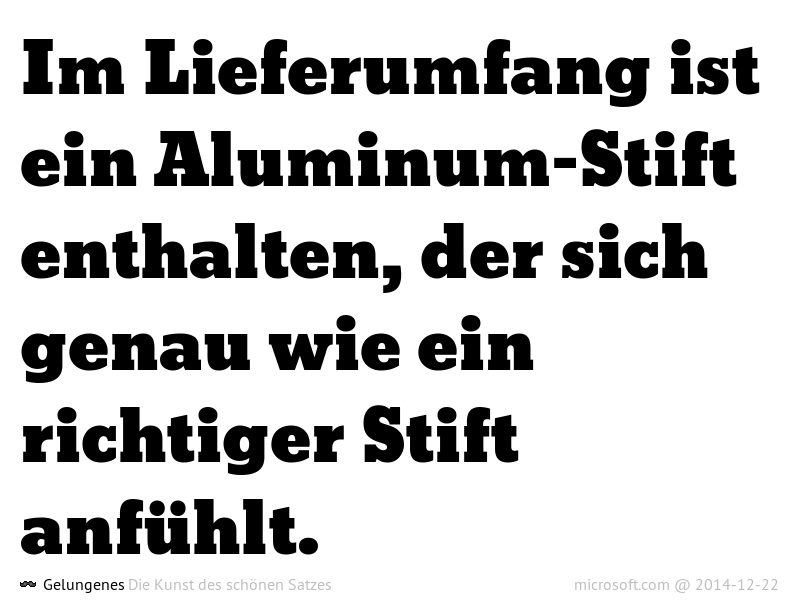 Im Lieferumfang ist
ein Aluminum-Stift
enthalten, der sich
genau wie ein
richtiger Stift
anfühlt.
Gelungenes Die Kunst des schönen Satzes
microsoft.com @ 2014-12-22